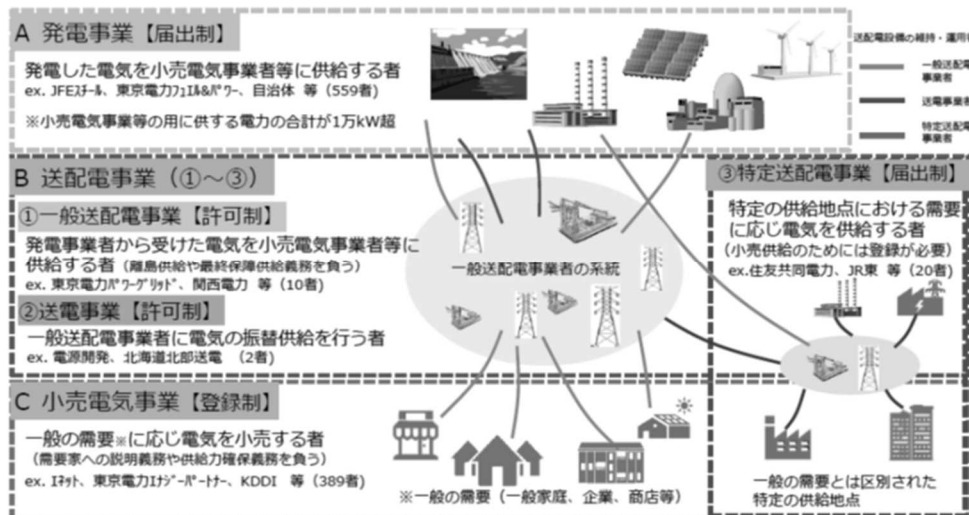 A 発電事業【届出制】
発電した電気を小売電気事業者等に供給する者
ex. JFEスチール、東京電力フュエル&パワー、自治体 等（559者）
※小売電気事業等の用に供する電力の合計が1万kW超
送配電設備の維持・運用者
一般送配電
事業者
送電事業者
特定送配電
事業者
B 送配電事業（①～③）
①一般送配電事業【許可制】
発電事業者から受けた電気を小売電気事業者等に
供給する者（離島供給や最終保障供給義務を負う）
ex. 東京電力パワーグリッド、関西電力 等（10者）
②送電事業【許可制】
一般送配電事業者に電気の振替供給を行う者
ex. 電源開発、北海道北部送電 （2者）
一般送配電事業者の系統
③特定送配電事業【届出制】
特定の供給地点における需要
に応じ電気を供給する者
（小売供給のためには登録が必要）
ex.住友共同電力、JR東 等（20者）
C 小売電気事業【登録制】
一般の需要※に応じ電気を小売する者
（需要家への説明義務や供給力確保義務を負う）
ex. エネット、東京電力エナジーパートナー、KDDI 等（389者）
※一般の需要（一般家庭、企業、商店等）
一般の需要とは区別された
特定の供給地点